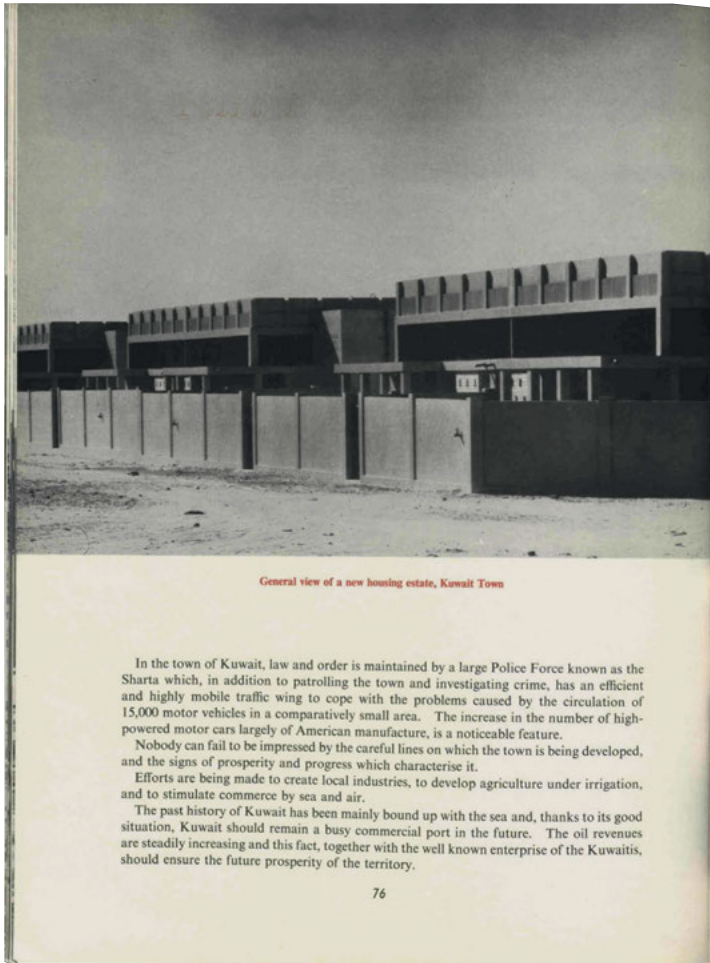 General view of a new housing estate, Kuwait Town
In the town of Kuwait, law and order is maintained by a large Police Force known as the
Sharta which, in addition to patrolling the town and investigating crime, has an efficient
and highly mobile traffic wing to cope with the problems caused by the circulation of
15,000 motor vehicles in a comparatively small area. The increase in the number of high-
powered motor cars largely of American manufacture, is a noticeable feature.
Nobody can fail to be impressed by the careful lines on which the town is being developed,
and the signs of prosperity and progress which characterise it.
Efforts are being made to create local industries, to develop agriculture under irrigation,
and to stimulate commerce by sea and air.
The past history of Kuwait has been mainly bound up with the sea and, thanks to its good
situation, Kuwait should remain a busy commercial port in the future. The oil revenues
are steadily increasing and this fact, together with the well known enterprise of the Kuwaitis,
should ensure the future prosperity of the territory.
76